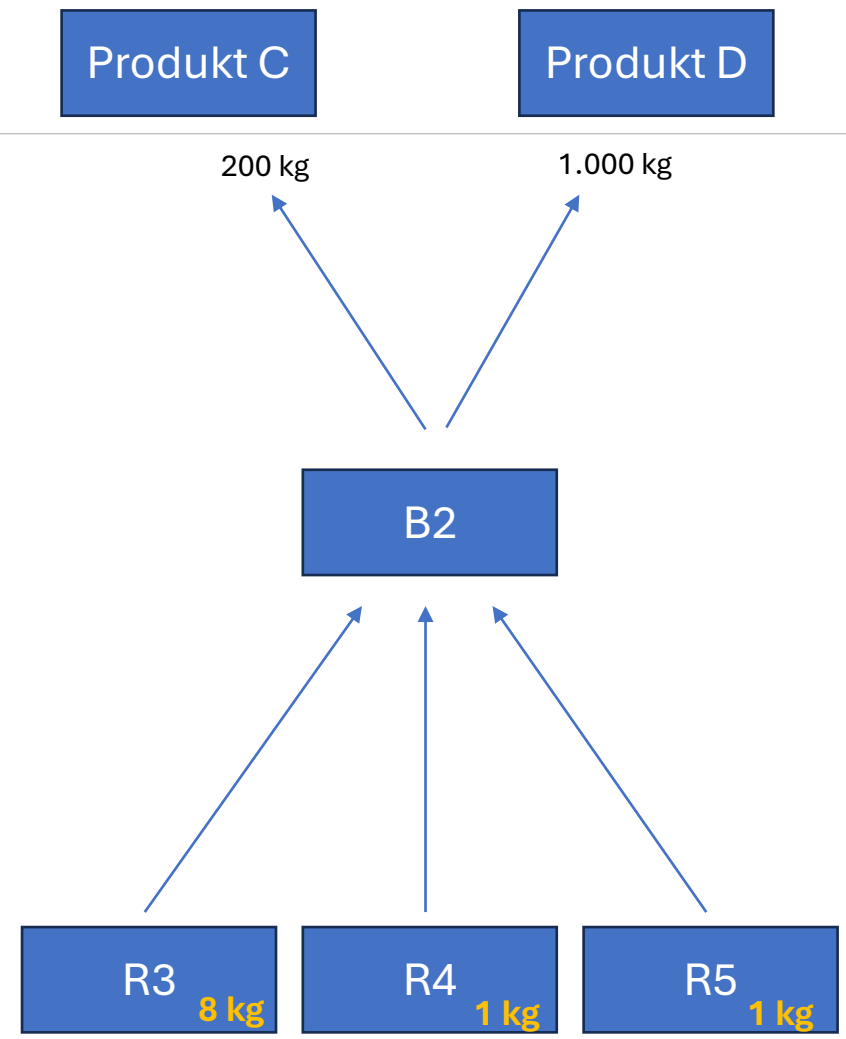 Produkt C
Produkt D
200 kg
1.000 kg
B2
R3
8 kg
R4
1 kg
R5
1 kg